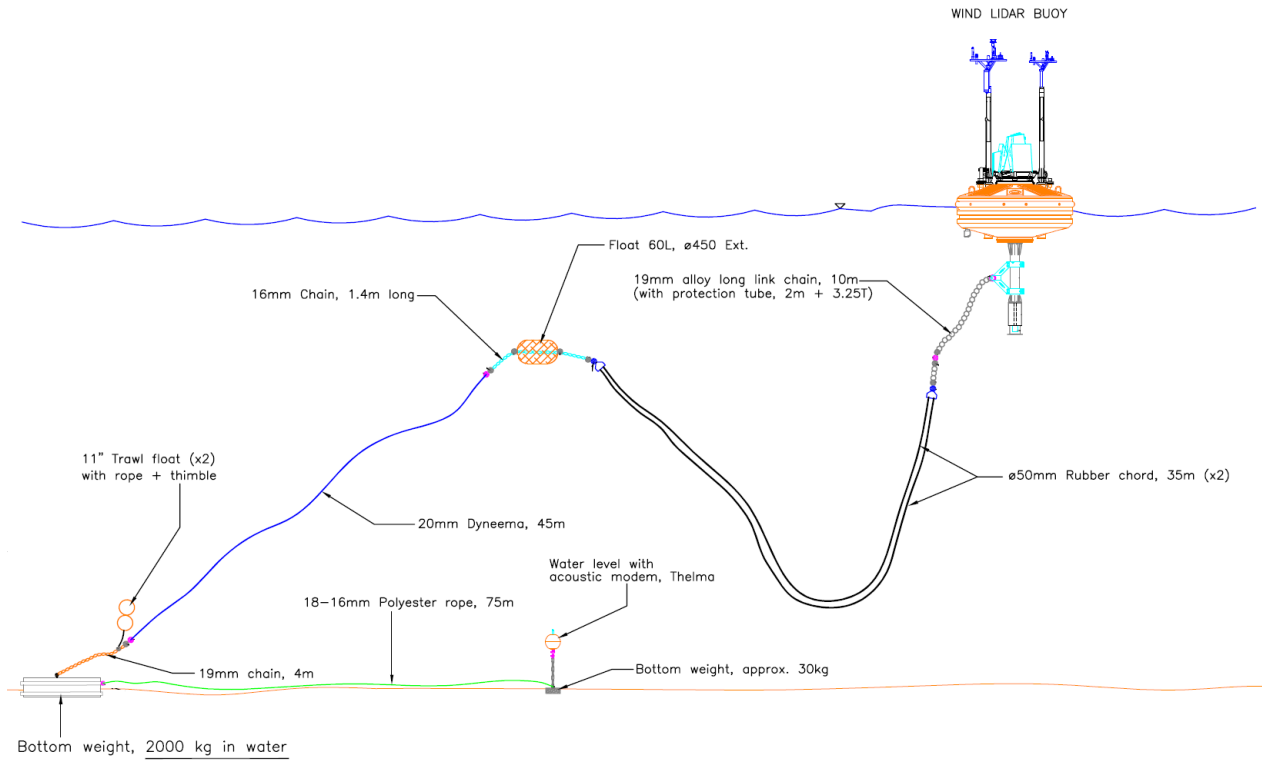 WIND LIDAR BUOY
Float 60L, ø450 Ext.
19mm alloy long link chain, 10m
(with protection tube, 2m + 3.25T)
16mm Chain, 1.4m long
11" Trawl float (x2)
with rope + thimble
ø50mm Rubber chord, 35m (x2)
20mm Dyneema, 45m
Water level with
acoustic modem, Thelma
18-16mm Polyester rope, 75m
19mm chain, 4m
Bottom weight, approx. 30kg
Bottom weight, 2000 kg in water